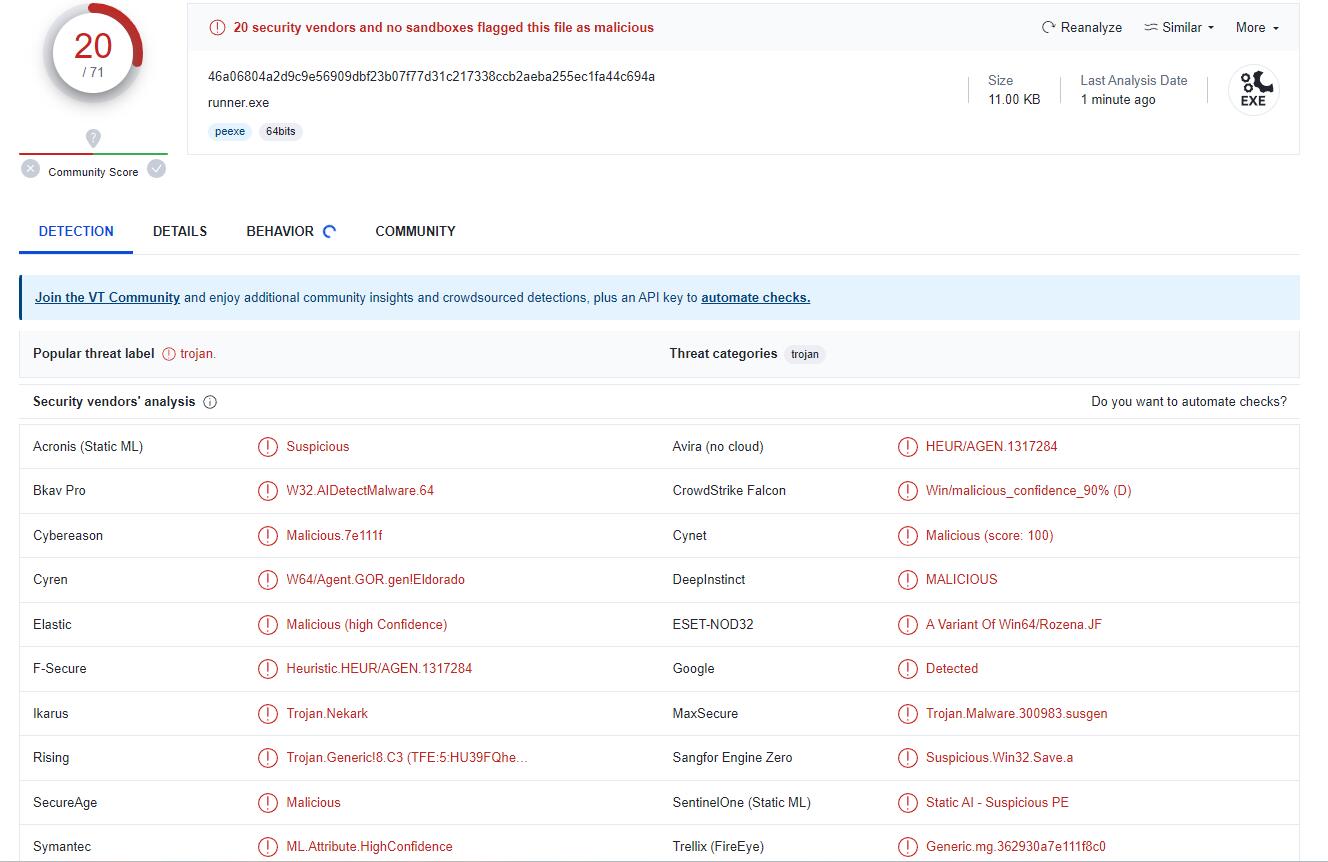 20
/ 71
?
Community Score
20 security vendors and no sandboxes flagged this file as malicious
Reanalyze
Similar
More
46a06804a2d9c9e56909dbf23b07f77d31c217338ccb2aeba255ec1fa44c694a
runner.exe
peexe
64bits
Size
11.00 KB
Last Analysis Date
1 minute ago
EXE
DETECTION
DETAILS
BEHAVIOR
COMMUNITY
Join the VT Community and enjoy additional community insights and crowdsourced detections, plus an API key to automate checks.
Popular threat label
trojan.
Threat categories
trojan
Security vendors' analysis
Do you want to automate checks?
Acronis (Static ML)
Suspicious
Avira (no cloud)
HEUR/AGEN.1317284
Bkav Pro
W32.AIDetectMalware.64
CrowdStrike Falcon
Win/malicious_confidence_90% (D)
Cybereason
Malicious.7e111f
Cynet
Malicious (score: 100)
Cyren
W64/Agent.GOR.gen!Eldorado
DeepInstinct
MALICIOUS
Elastic
Malicious (high Confidence)
ESET-NOD32
A Variant Of Win64/Rozena.JF
F-Secure
Heuristic.HEUR/AGEN.1317284
Google
Detected
Ikarus
Trojan.Nekark
MaxSecure
Trojan.Malware.300983.susgen
Rising
Trojan.Generic!8.C3 (TFE:5:HU39FQhe...
Sangfor Engine Zero
Suspicious.Win32.Save.a
SecureAge
Malicious
SentinelOne (Static ML)
Static AI - Suspicious PE
Symantec
ML.Attribute.HighConfidence
Trellix (FireEye)
Generic.mg.362930a7e111f8c0